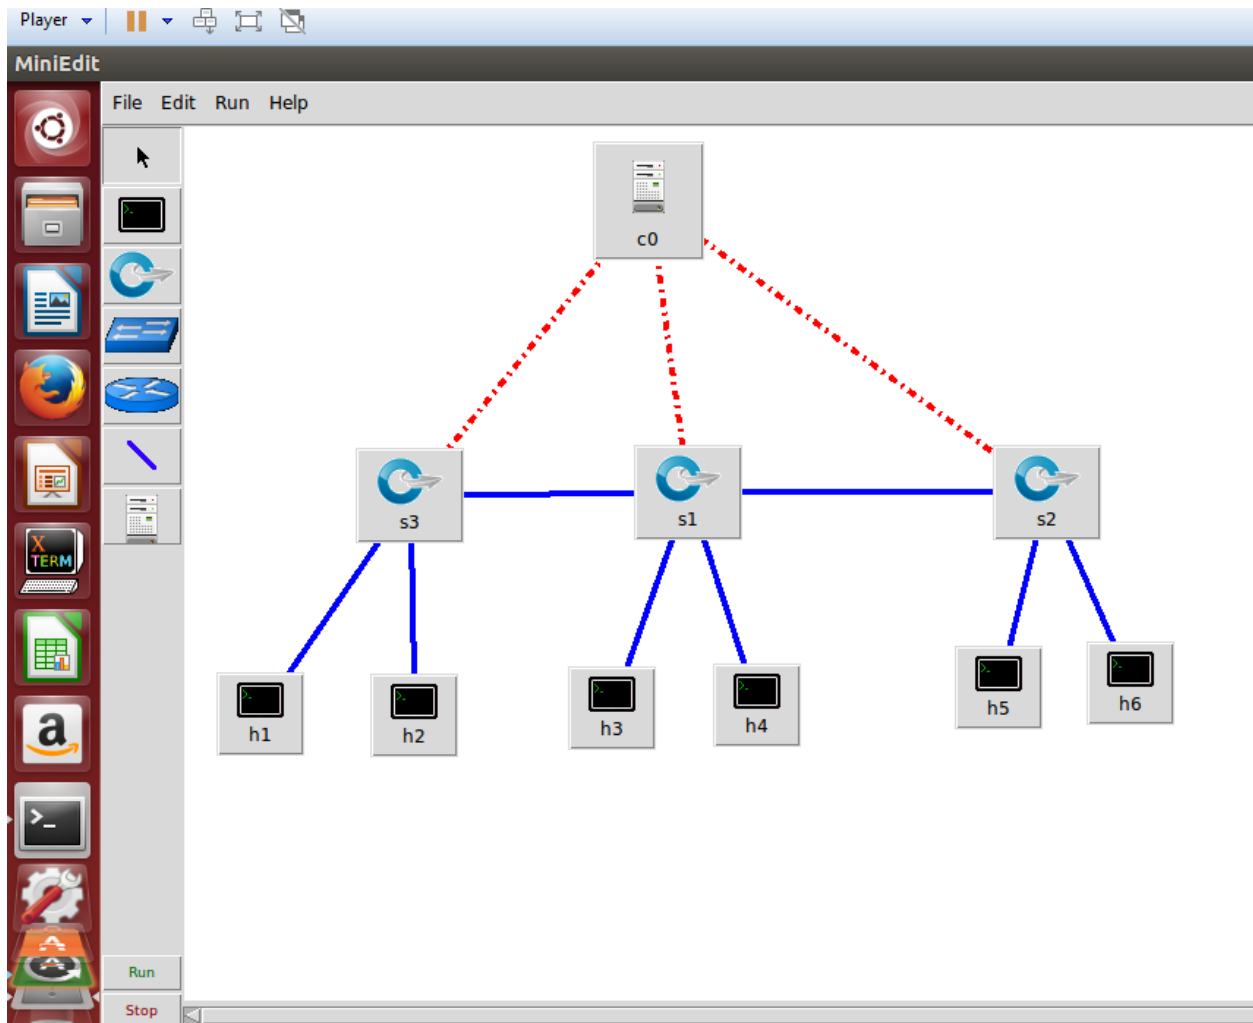 Player
MiniEdit
File Edit Run Help
c0
s3
s1
s2
X
TERM
a
h1
h2
h3
h4
h5
h6
Run
Stop